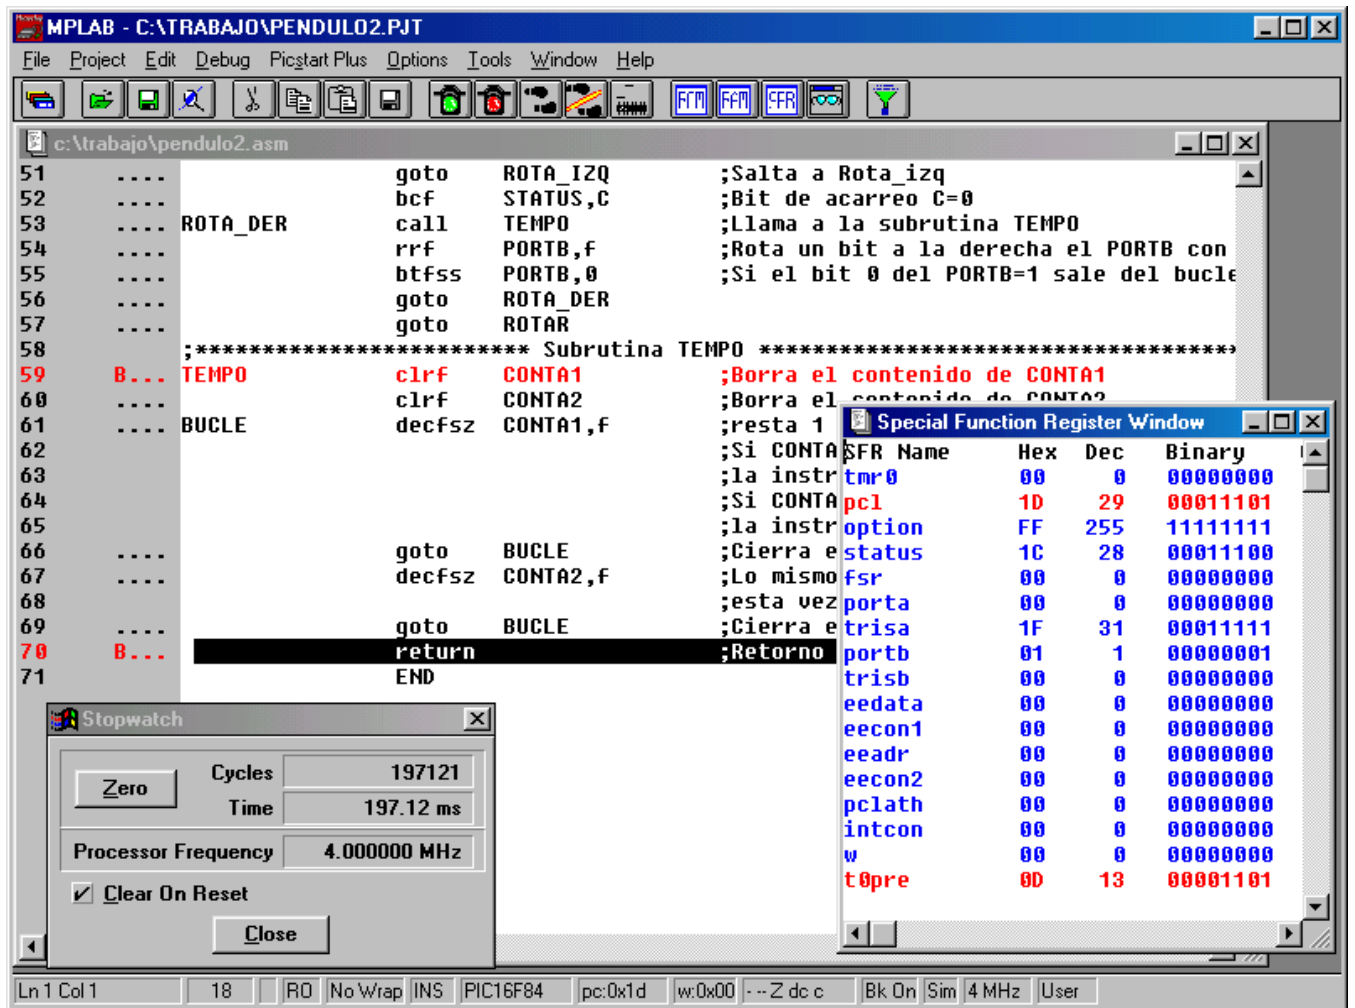 MPLAB - C:\TRABAJO\PENDULO2.PJT
File Project Edit Debug Picstart Plus Options Tools Window Help
ROM RAM SFR
c:\trabajo\pendulo2.asm
51 .... goto ROTA_IZQ ;Salta a Rota_izq
52 .... bcf STATUS,C ;Bit de acarreo C=0
53 .... ROTA_DER call TEMPO ;Llama a la subrutina TEMPO
54 .... rrf PORTB,f ;Rota un bit a la derecha el PORTB con
55 .... btfss PORTB,0 ;Si el bit 0 del PORTB=1 sale del bucle
56 .... goto ROTA_DER
57 .... goto ROTAR
58 ;************************* Subrutina TEMPO ************************************
59 B... TEMPO clrf CONTA1 ;Borra el contenido de CONTA1
60 .... clrf CONTA2 ;Borra el contenido de CONTA2
61 .... BUCLE decfsz CONTA1,f ;resta 1
62 ;Si CONTA
63 ;la instr
64 ;Si CONTA
65 ;la instr
66 .... goto BUCLE ;Cierra e
67 .... decfsz CONTA2,f ;Lo mismo
68 ;esta vez
69 .... goto BUCLE ;Cierra e
70 B... return ;Retorno
71 END
Special Function Register Window
SFR Name Hex Dec Binary
tmr0 00 0 00000000
pcl 1D 29 00011101
option FF 255 11111111
status 1C 28 00011100
fsr 00 0 00000000
porta 00 0 00000000
trisa 1F 31 00011111
portb 01 1 00000001
trisb 00 0 00000000
eedata 00 0 00000000
eecon1 00 0 00000000
eeadr 00 0 00000000
eecon2 00 0 00000000
pclath 00 0 00000000
intcon 00 0 00000000
w 00 0 00000000
t0pre 0D 13 00001101
Stopwatch
Zero
Cycles 197121
Time 197.12 ms
Processor Frequency 4.000000 MHz
Clear On Reset
Close
Ln 1 Col 1 18 RO No Wrap INS PIC16F84 pc:0x1d w:0x00 - -- Z dc c Bk On Sim 4 MHz User